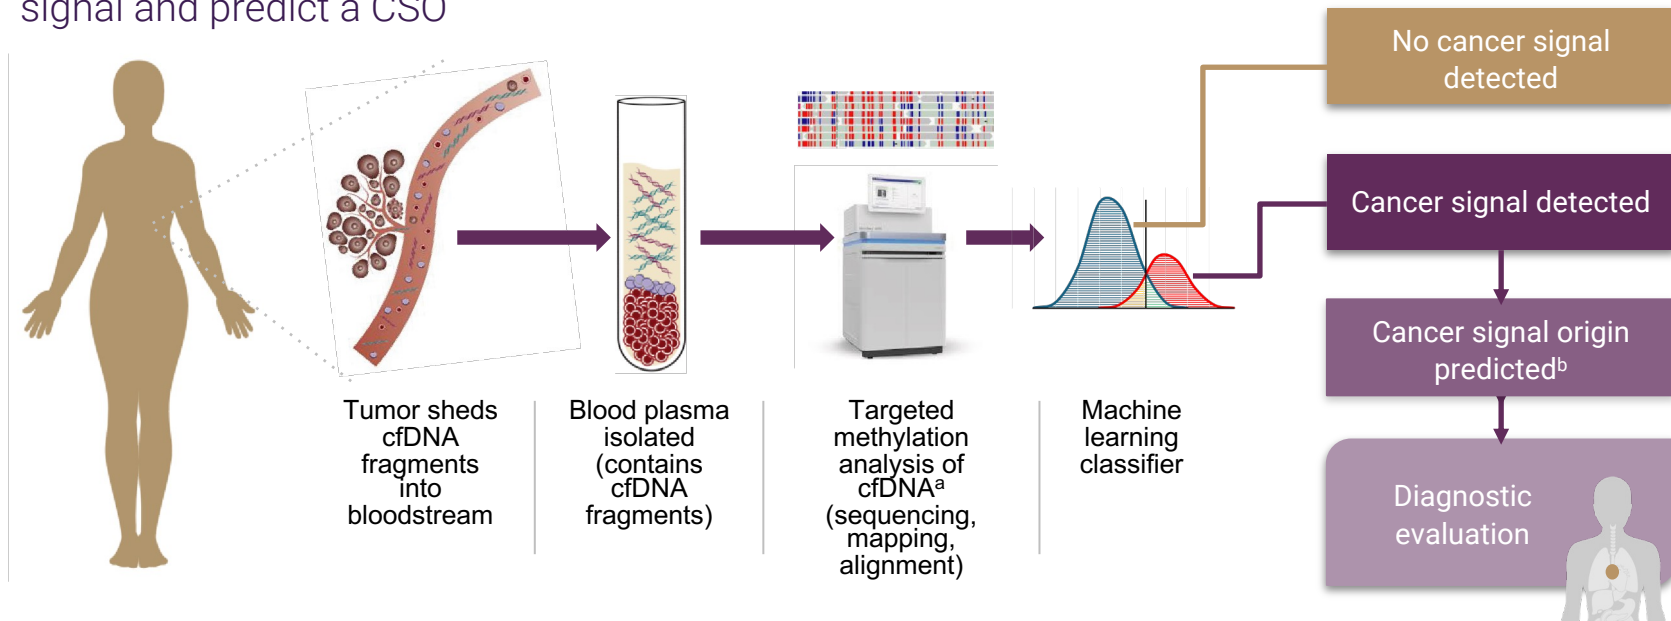 signal and predict a CSO
No cancer signal
detected
Cancer signal detected
Cancer signal origin
predictedᵇ
Diagnostic
evaluation
Tumor sheds
cfDNA
fragments
into
bloodstream
Blood plasma
isolated
(contains
cfDNA
fragments)
Targeted
methylation
analysis of
cfDNAᵃ
(sequencing,
mapping,
alignment)
Machine
learning
classifier